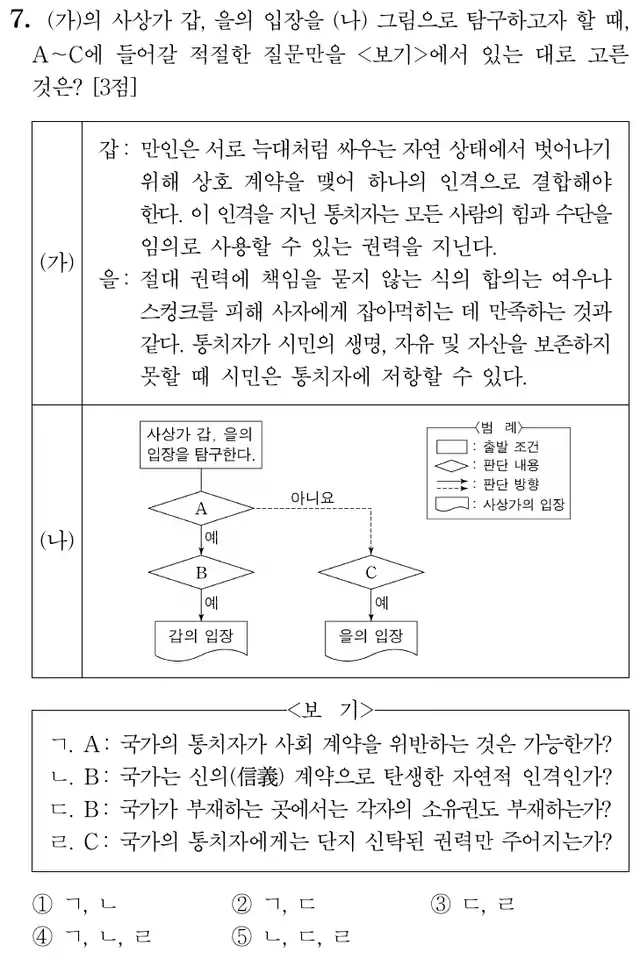 7. (가)의 사상가 갑, 을의 입장을 (나) 그림으로 탐구하고자 할 때,
A~C에 들어갈 적절한 질문만을 <보기>에서 있는 대로 고른
것은? [3점]
(가)
갑: 만인은 서로 늑대처럼 싸우는 자연 상태에서 벗어나기
위해 상호 계약을 맺어 하나의 인격으로 결합해야
한다. 이 인격을 지닌 통치자는 모든 사람의 힘과 수단을
임의로 사용할 수 있는 권력을 지닌다.
을: 절대 권력에 책임을 묻지 않는 식의 합의는 여우나
스컹크를 피해 사자에게 잡아먹히는 데 만족하는 것과
같다. 통치자가 시민의 생명, 자유 및 자산을 보존하지
못할 때 시민은 통치자에 저항할 수 있다.
(나)
사상가 갑, 을의
입장을 탐구한다.
<범 례>
: 출발 조건
: 판단 내용
: 판단 방향
: 사상가의 입장
A
아니요
예
B
C
예
예
갑의 입장
을의 입장
<보 기>
ㄱ. A: 국가의 통치자가 사회 계약을 위반하는 것은 가능한가?
ㄴ. B: 국가는 신의(信義) 계약으로 탄생한 자연적 인격인가?
ㄷ. B: 국가가 부재하는 곳에서는 각자의 소유권도 부재하는가?
ㄹ. C: 국가의 통치자에게는 단지 신탁된 권력만 주어지는가?
① ㄱ, ㄴ ② ㄱ, ㄷ ③ ㄷ, ㄹ
④ ㄱ, ㄴ, ㄹ ⑤ ㄴ, ㄷ, ㄹ